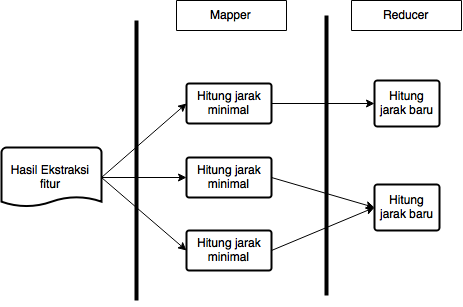 Mapper
Reducer
Hitung jarak
minimal
Hitung
jarak baru
Hasil Ekstraksi
fitur
Hitung jarak
minimal
Hitung
jarak baru
Hitung jarak
minimal